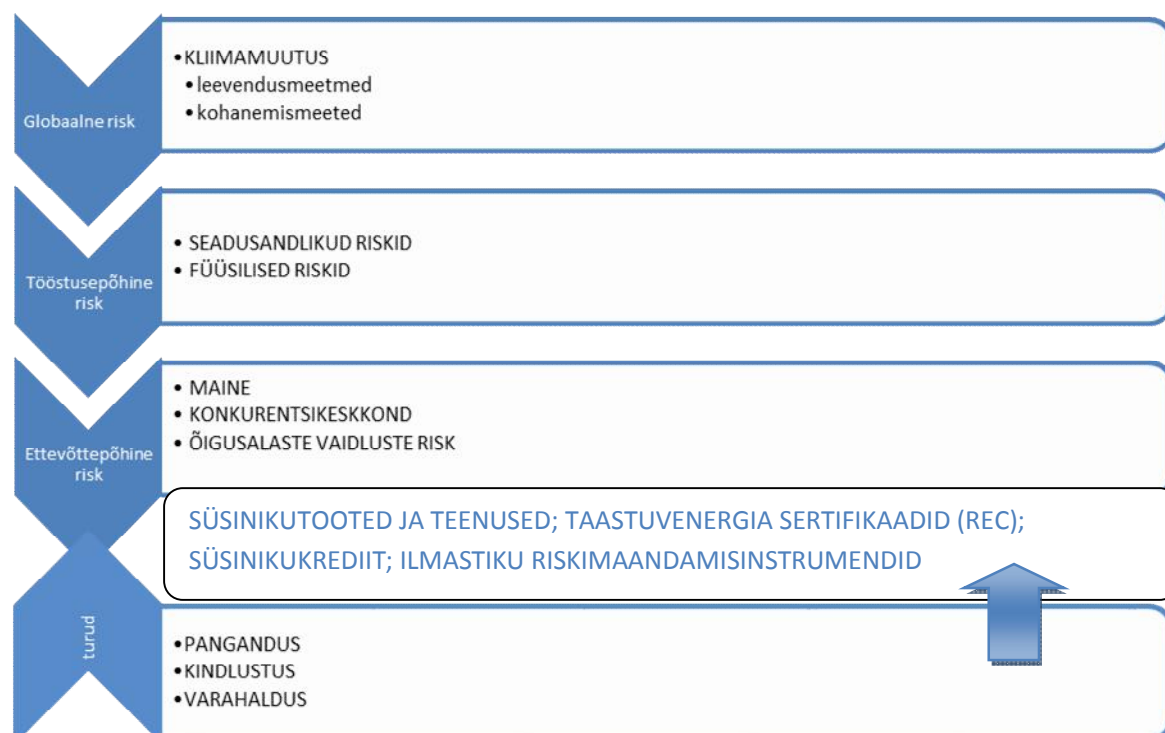 •KLIIMAMUUTUS
•leevendusmeetmed
•kohanemismeeted
Globaalne risk
• SEADUSANDLIKUD RISKID
• FÜÜSILISED RISKID
Tööstusepõhine
risk
• MAINE
• KONKURENTSIKESKKOND
• ÕIGUSALASTE VAIDLUSTE RISK
Ettevõttepõhine
risk
SÜSINIKUTOOTED JA TEENUSED; TAASTUVENERGIA SERTIFIKAADID (REC);
SÜSINIKUKREDIIT; ILMASTIKU RISKIMAANDAMISINSTRUMENDID
turud
•PANGANDUS
•KINDLUSTUS
•VARAHALDUS